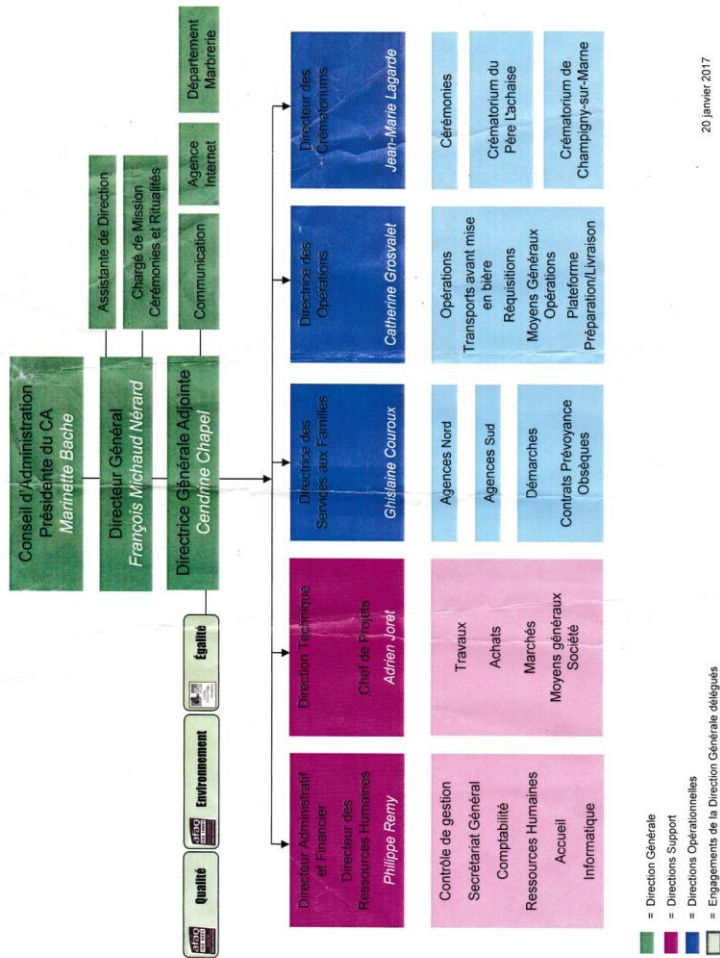 Conseil d'Administration
Présidente du CA
Marinette Bache
Directeur Général
François Michaud Nérard
Assistante de Direction
Chargé de Mission
Cérémonies et Ritualités
Directrice Générale Adjointe
Cendrine Chapel
Communication
Agence
Internet
Département
Marbrerie
Qualité
Environnement
Égalité
Directeur Administratif
et Financier
Directeur des
Ressources Humaines
Philippe Remy
Contrôle de gestion
Secrétariat Général
Comptabilité
Ressources Humaines
Accueil
Informatique
Direction Technique
Chef de Projets
Adrien Joret
Travaux
Achats
Marchés
Moyens généraux
Société
Directrice des
Services aux Familles
Ghislaine Couroux
Agences Nord
Agences Sud
Démarches
Contrats Prévoyance
Obsèques
Directrice des
Opérations
Catherine Grosvalet
Opérations
Transports avant mise
en bière
Réquisitions
Moyens Généraux
Opérations
Plateforme
Préparation/Livraison
Directeur des
Crématoriums
Jean-Marie Lagarde
Cérémonies
Crématorium du
Père L'achaise
Crématorium de
Champigny-sur-Marne
= Direction Générale
= Directions Support
= Directions Opérationnelles
= Engagements de la Direction Générale délégués
20 janvier 2017